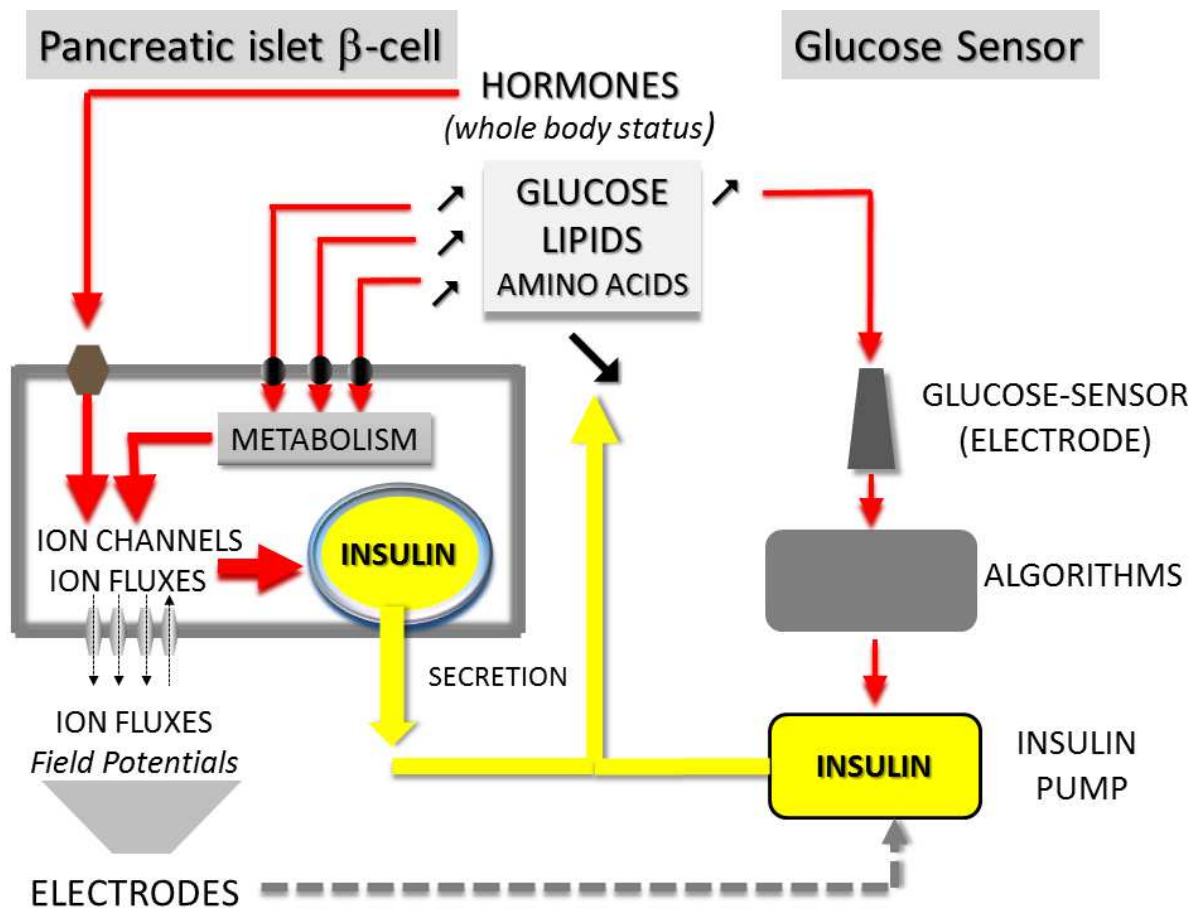 Pancreatic islet β-cell
Glucose Sensor
HORMONES
(whole body status)
GLUCOSE
LIPIDS
AMINO ACIDS
METABOLISM
GLUCOSE-SENSOR
(ELECTRODE)
ION CHANNELS
ION FLUXES
INSULIN
ALGORITHMS
SECRETION
ION FLUXES
Field Potentials
INSULIN
INSULIN
PUMP
ELECTRODES